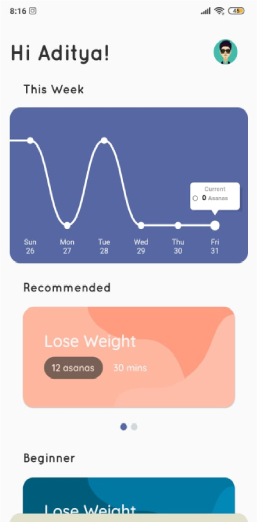 8:16
Hi Aditya!
This Week
Current
0 Asanas
Sun Mon Tue Wed Thu Fri
26 27 28 29 30 31
Recommended
Lose Weight
12 asanas 30 mins
Beginner
Lose Weight